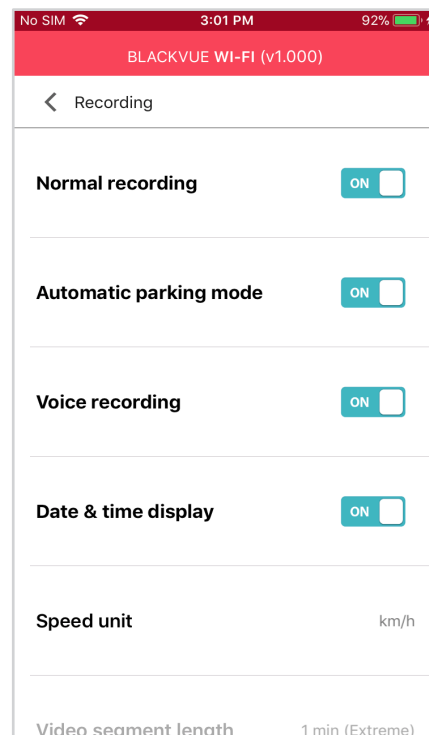 No SIM 3:01 PM 92%
BLACKVUE WI-FI (v1.000)
Recording
Normal recording ON
Automatic parking mode ON
Voice recording ON
Date & time display ON
Speed unit km/h
Video segment length 1 min (Extreme)